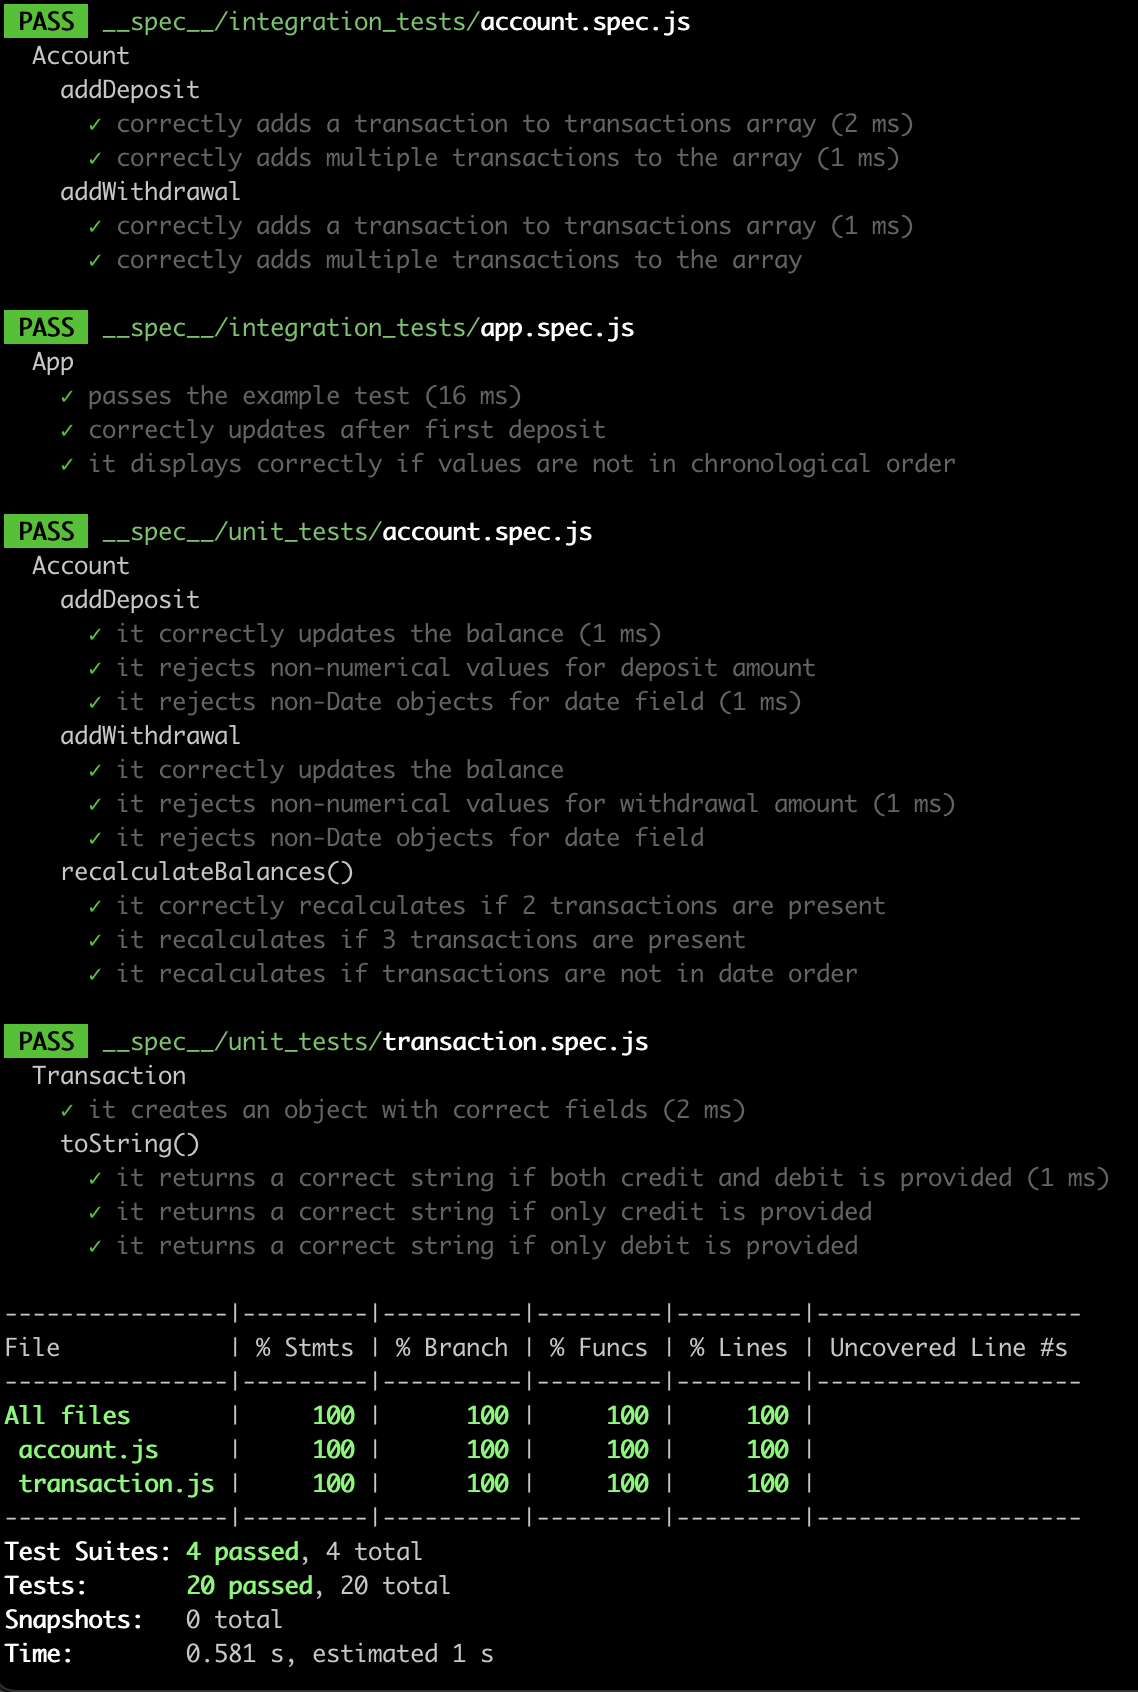 PASS __spec__/integration_tests/account.spec.js
Account
addDeposit
✓ correctly adds a transaction to transactions array (2 ms)
✓ correctly adds multiple transactions to the array (1 ms)
addWithdrawal
✓ correctly adds a transaction to transactions array (1 ms)
✓ correctly adds multiple transactions to the array
PASS __spec__/integration_tests/app.spec.js
App
✓ passes the example test (16 ms)
✓ correctly updates after first deposit
✓ it displays correctly if values are not in chronological order
PASS __spec__/unit_tests/account.spec.js
Account
addDeposit
✓ it correctly updates the balance (1 ms)
✓ it rejects non-numerical values for deposit amount
✓ it rejects non-Date objects for date field (1 ms)
addWithdrawal
✓ it correctly updates the balance
✓ it rejects non-numerical values for withdrawal amount (1 ms)
✓ it rejects non-Date objects for date field
recalculateBalances()
✓ it correctly recalculates if 2 transactions are present
✓ it recalculates if 3 transactions are present
✓ it recalculates if transactions are not in date order
PASS __spec__/unit_tests/transaction.spec.js
Transaction
✓ it creates an object with correct fields (2 ms)
toString()
✓ it returns a correct string if both credit and debit is provided (1 ms)
✓ it returns a correct string if only credit is provided
✓ it returns a correct string if only debit is provided
----------------|---------|----------|---------|---------|-------------------
File            | % Stmts | % Branch | % Funcs | % Lines | Uncovered Line #s
----------------|---------|----------|---------|---------|-------------------
All files       |     100 |      100 |     100 |     100 |
 account.js     |     100 |      100 |     100 |     100 |
 transaction.js |     100 |      100 |     100 |     100 |
----------------|---------|----------|---------|---------|-------------------
Test Suites: 4 passed, 4 total
Tests:       20 passed, 20 total
Snapshots:   0 total
Time:        0.581 s, estimated 1 s